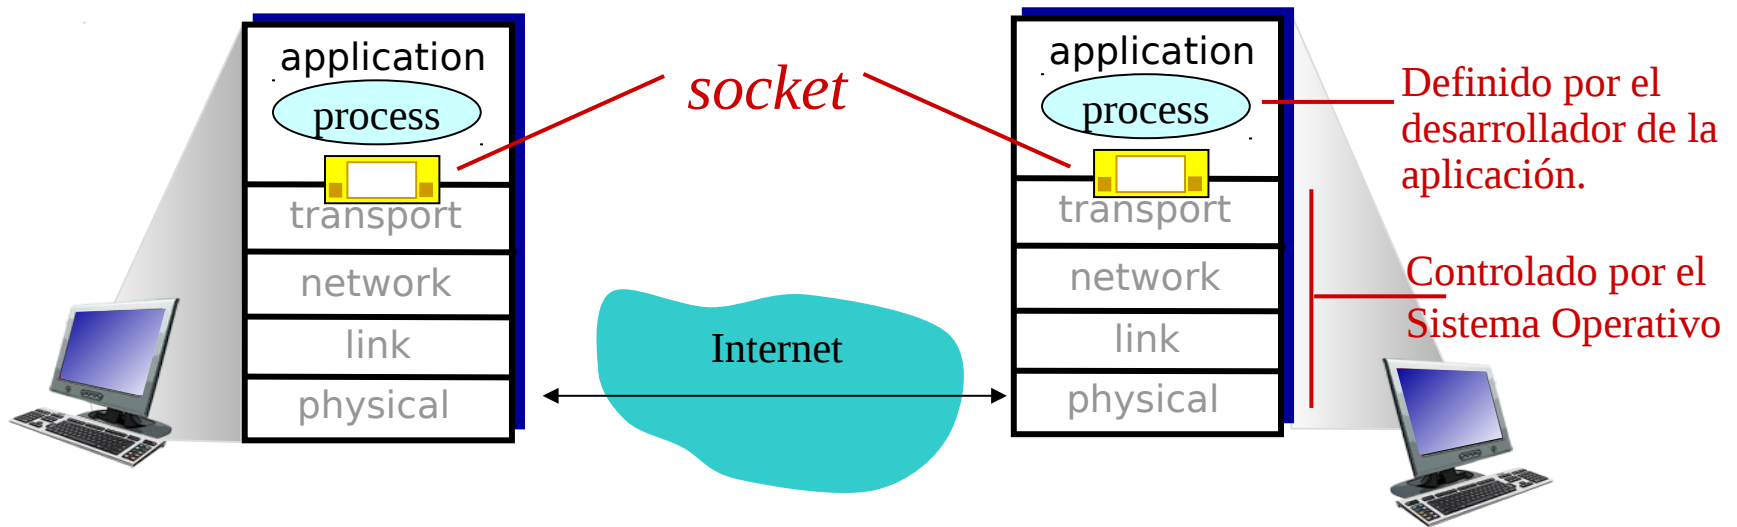 application
process
transport
network
link
physical
socket
Internet
application
process
transport
network
link
physical
Definido por el
desarrollador de la
aplicación.
Controlado por el
Sistema Operativo